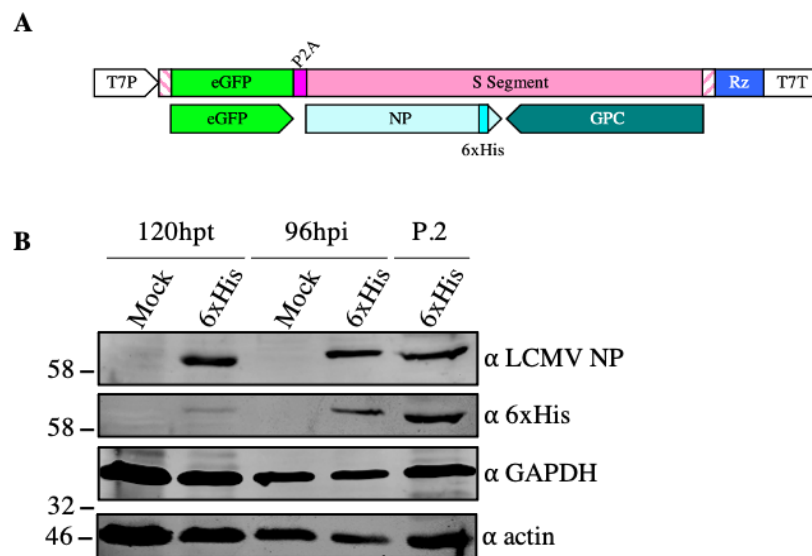 A
P2A
T7P eGFP S Segment Rz T7T
eGFP NP GPC
6xHis
B
120hpt 96hpi P.2
Mock 6xHis Mock 6xHis 6xHis
58 α LCMV NP
58 α 6xHis
α GAPDH
32
46 α actin